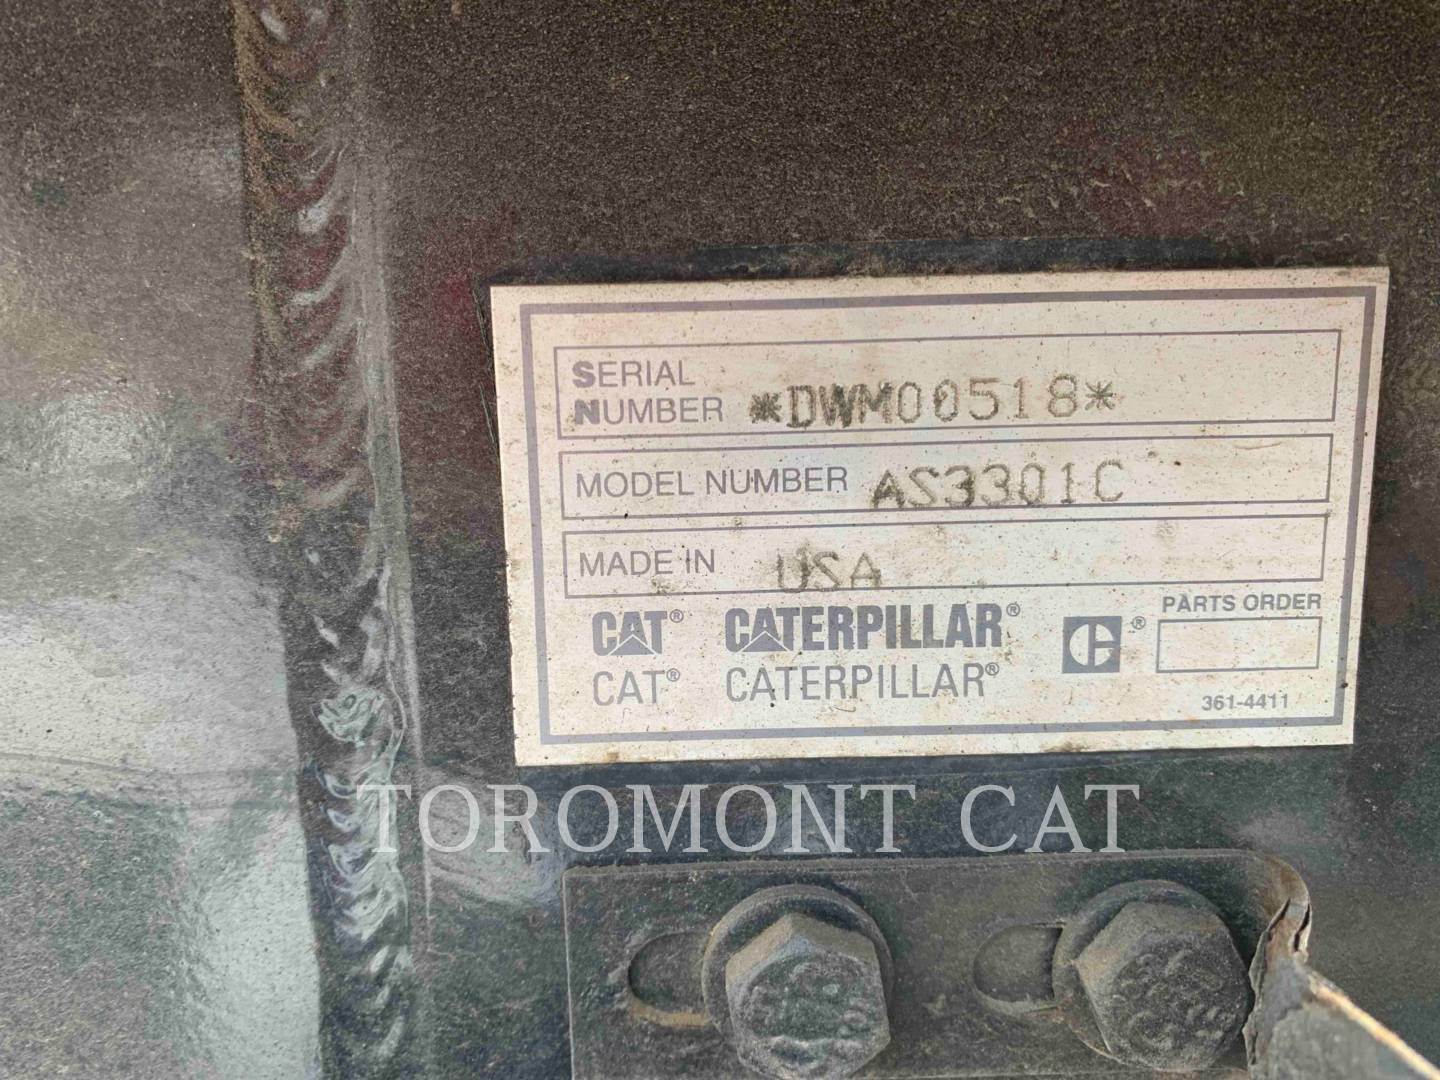 SERIAL
NUMBER *DWM00518*
MODEL NUMBER AS3301C
MADE IN USA
CAT® CATERPILLAR® ® PARTS ORDER
CAT® CATERPILLAR®
361-4411
TOROMONT CAT